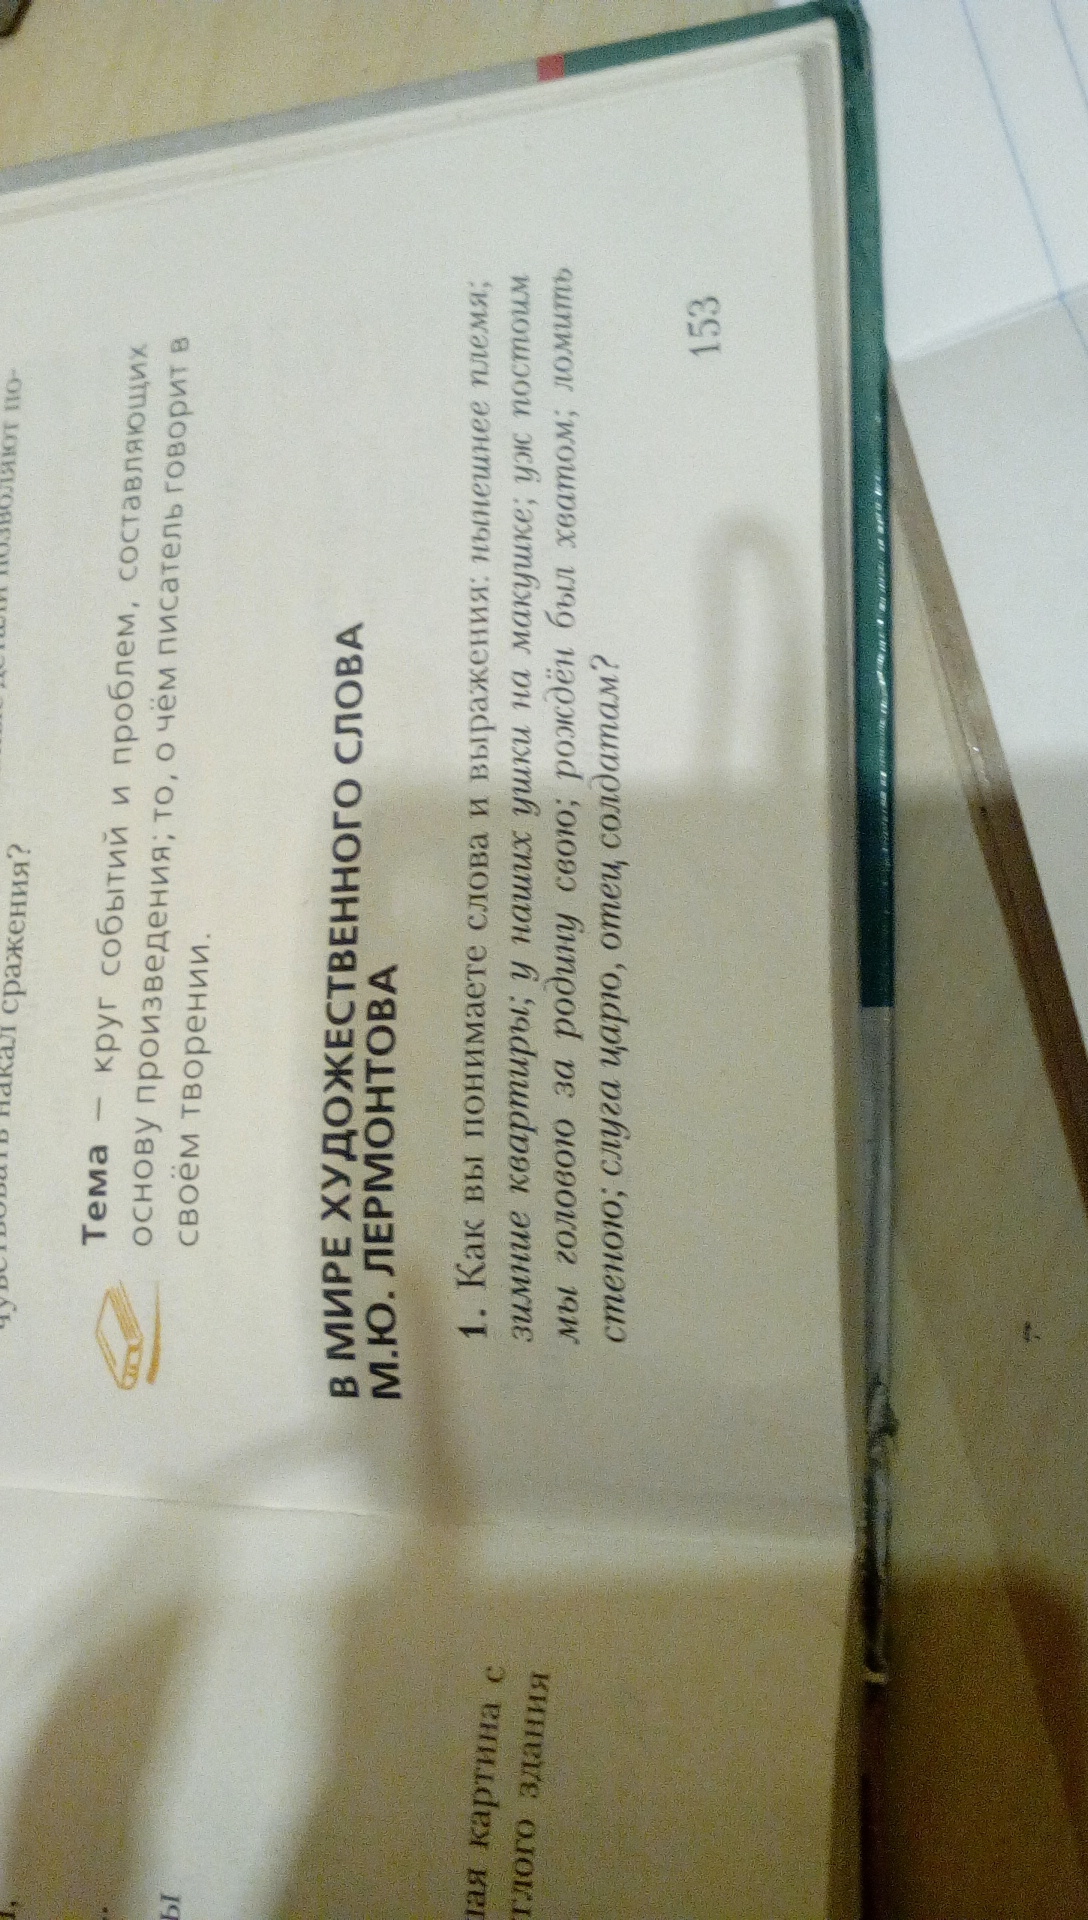 ая картина с
глого здания
ы
накал сражения?
позволяют по-
Тема — круг событий и проблем, составляющих
основу произведения; то, о чём писатель говорит в
своём творении.
В МИРЕ ХУДОЖЕСТВЕННОГО СЛОВА
М.Ю. ЛЕРМОНТОВА
1. Как вы понимаете слова и выражения: нынешнее племя;
зимние квартиры; у наших ушки на макушке; уж постоим
мы головою за родину свою; рождён был хватом; ломить
стеною; слуга царю, отец солдатам?
153